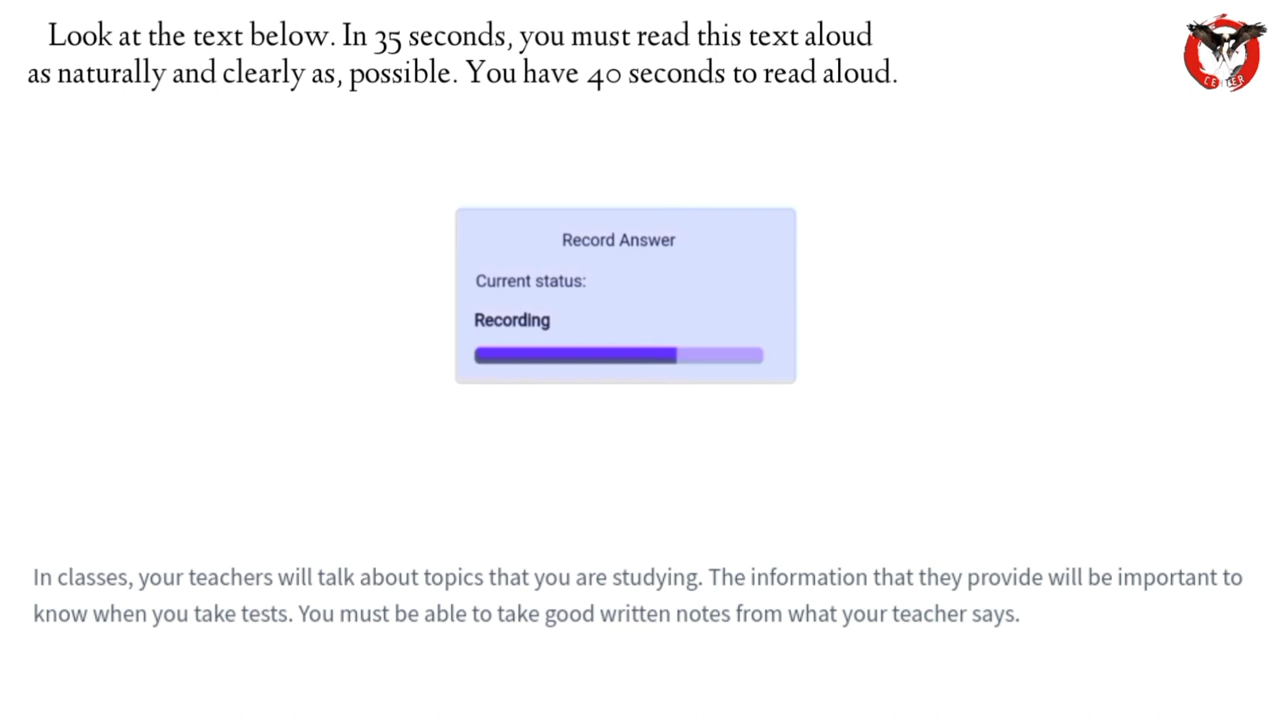 Look at the text below. In 35 seconds, you must read this text aloud
as naturally and clearly as, possible. You have 40 seconds to read aloud.
Record Answer
Current status:
Recording
In classes, your teachers will talk about topics that you are studying. The information that they provide will be important to
know when you take tests. You must be able to take good written notes from what your teacher says.